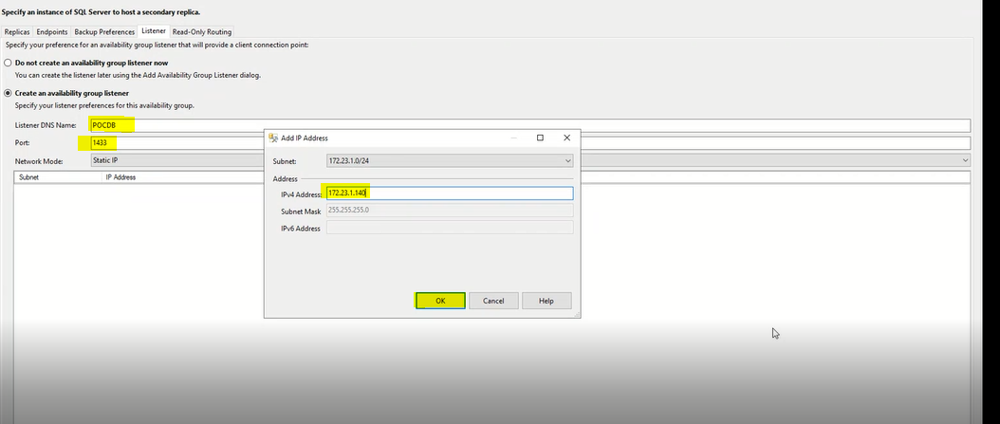 Specify an instance of SQL Server to host a secondary replica.
Replicas Endpoints Backup Preferences Listener Read-Only Routing
Specify your preference for an availability group listener that will provide a client connection point:
Do not create an availability group listener now
You can create the listener later using the Add Availability Group Listener dialog.
Create an availability group listener
Specify your listener preferences for this availability group.
Listener DNS Name: POCDB
Port: 1433
Network Mode: Static IP
Subnet IP Address
Add IP Address
Subnet: 172.23.1.0/24
Address
IPv4 Address: 172.23.1.140
Subnet Mask 255.255.255.0
IPv6 Address
OK Cancel Help